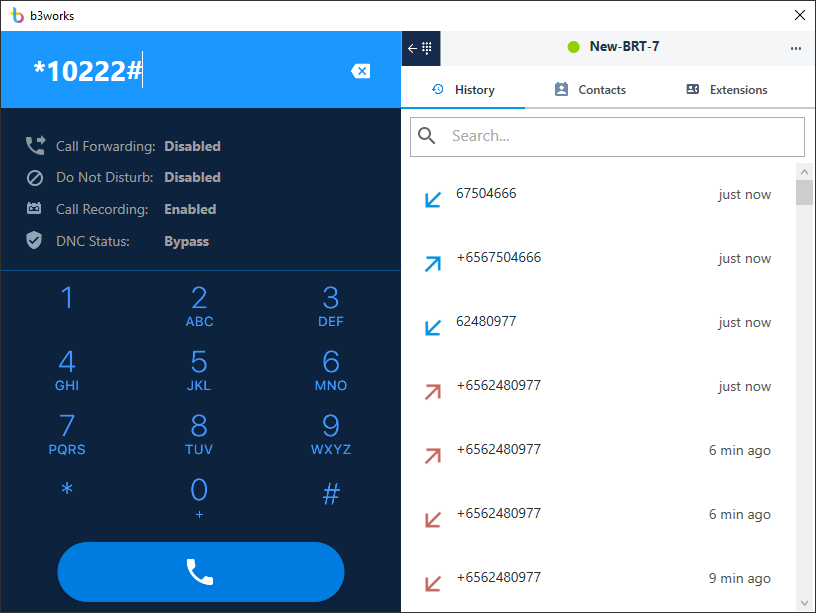 b3works
*10222#
Call Forwarding: Disabled
Do Not Disturb: Disabled
Call Recording: Enabled
DNC Status: Bypass
1 2 3
ABC DEF
4 5 6
GHI JKL MNO
7 8 9
PQRS TUV WXYZ
* 0 #
+
New-BRT-7
History Contacts Extensions
Search...
67504666 just now
+6567504666 just now
62480977 just now
+6562480977 just now
+6562480977 6 min ago
+6562480977 6 min ago
+6562480977 9 min ago